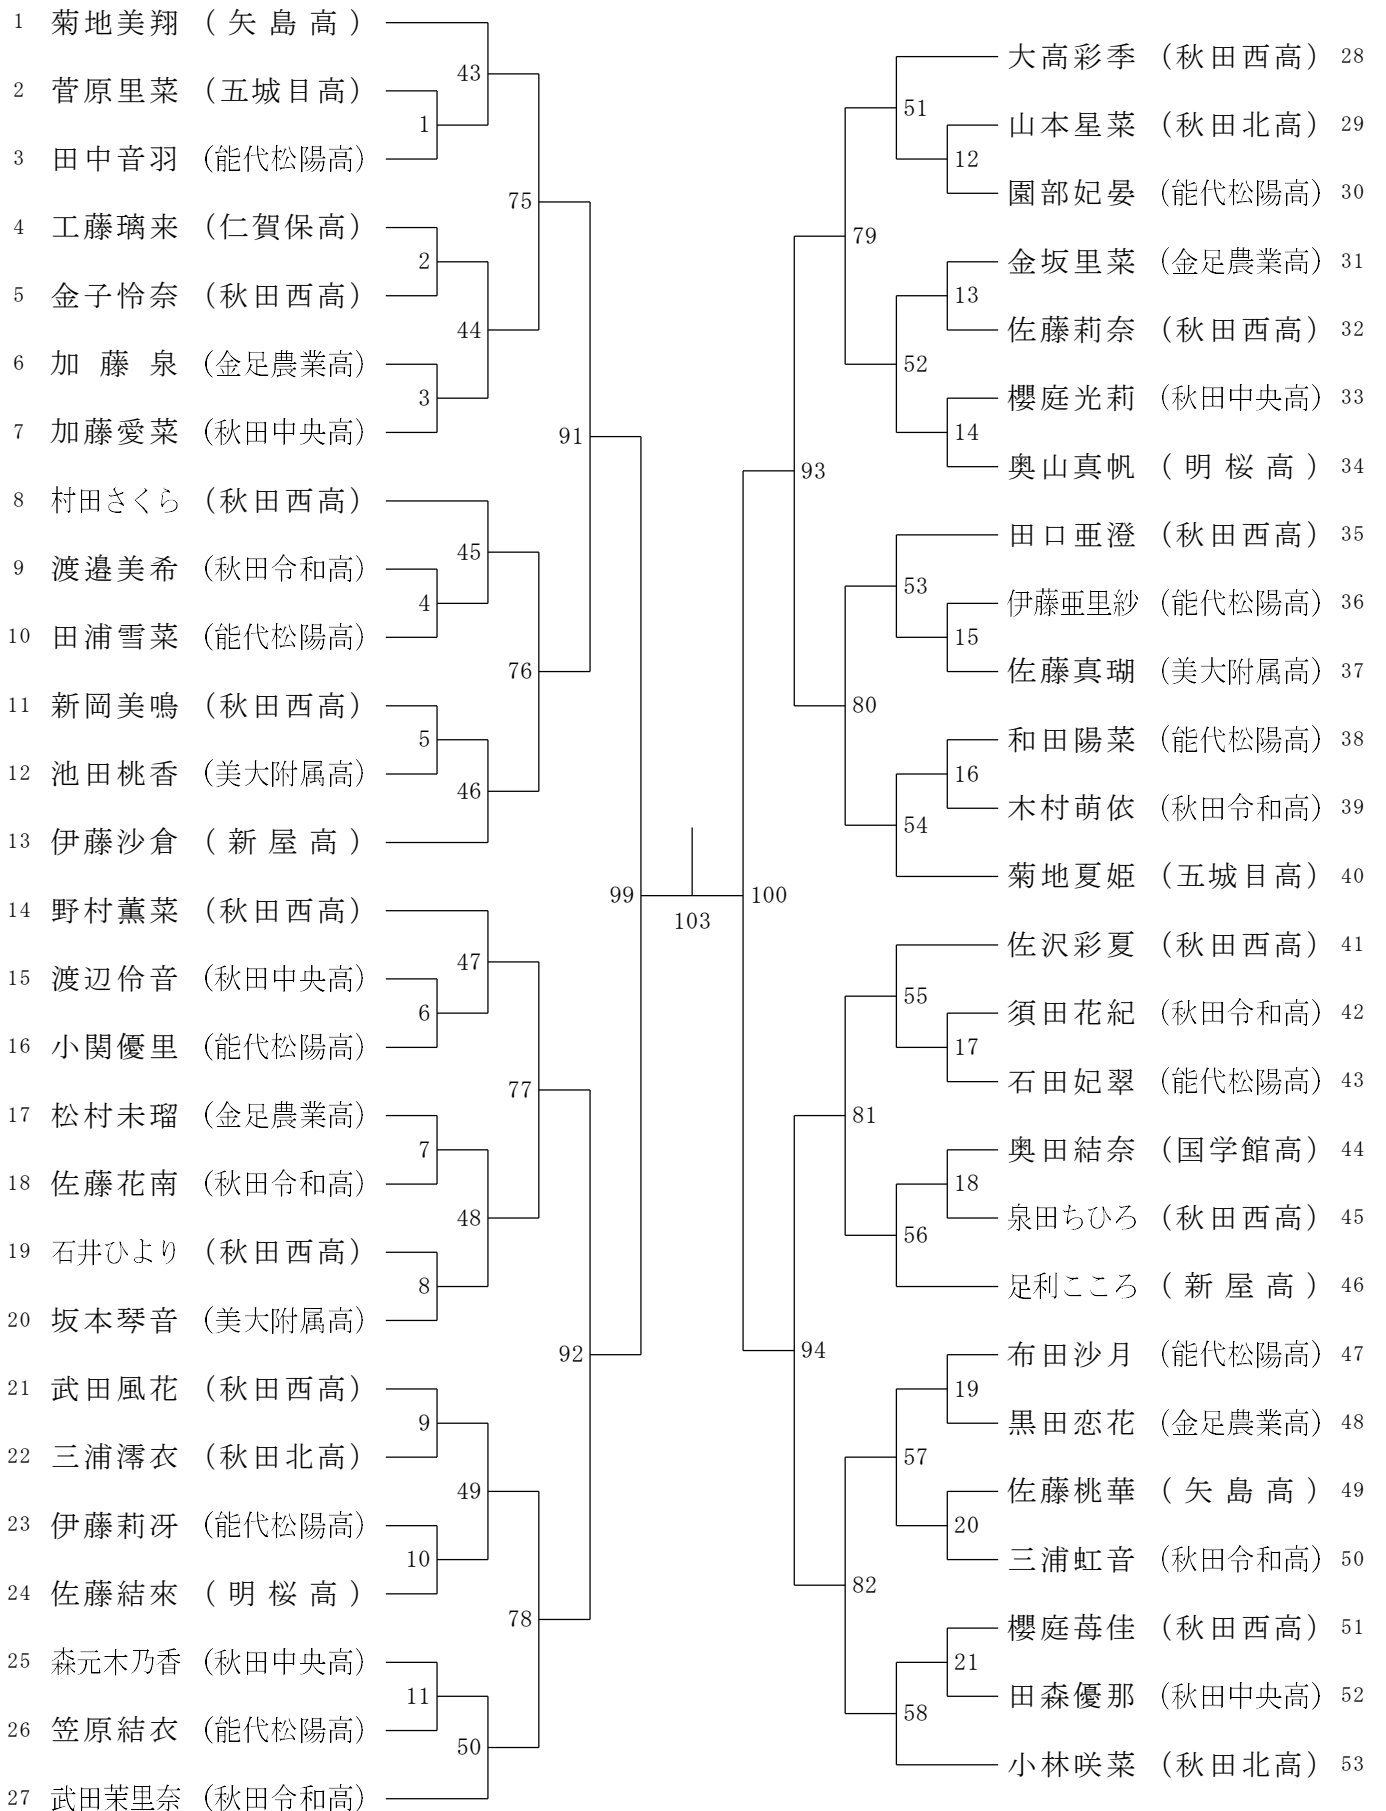 1 菊地美翔 (矢島高)
2 菅原里菜 (五城目高)
3 田中音羽 (能代松陽高)
4 工藤璃来 (仁賀保高)
5 金子怜奈 (秋田西高)
6 加藤泉 (金足農業高)
7 加藤愛菜 (秋田中央高)
8 村田さくら (秋田西高)
9 渡邉美希 (秋田令和高)
10 田浦雪菜 (能代松陽高)
11 新岡美鳴 (秋田西高)
12 池田桃香 (美大附属高)
13 伊藤沙倉 (新屋高)
14 野村薫菜 (秋田西高)
15 渡辺伶音 (秋田中央高)
16 小関優里 (能代松陽高)
17 松村未瑠 (金足農業高)
18 佐藤花南 (秋田令和高)
19 石井ひより (秋田西高)
20 坂本琴音 (美大附属高)
21 武田風花 (秋田西高)
22 三浦澪衣 (秋田北高)
23 伊藤莉冴 (能代松陽高)
24 佐藤結來 (明桜高)
25 森元木乃香 (秋田中央高)
26 笠原結衣 (能代松陽高)
27 武田茉里奈 (秋田令和高)
1
2
3
4
5
6
7
8
9
10
11
43
44
45
46
47
48
49
50
75
76
77
78
91
92
99
103
100
93
94
79
80
81
82
51
52
53
54
55
56
57
58
12
13
14
15
16
17
18
19
20
21
大高彩季 (秋田西高) 28
山本星菜 (秋田北高) 29
園部妃晏 (能代松陽高) 30
金坂里菜 (金足農業高) 31
佐藤莉奈 (秋田西高) 32
櫻庭光莉 (秋田中央高) 33
奥山真帆 (明桜高) 34
田口亜澄 (秋田西高) 35
伊藤亜里紗 (能代松陽高) 36
佐藤真瑚 (美大附属高) 37
和田陽菜 (能代松陽高) 38
木村萌依 (秋田令和高) 39
菊地夏姫 (五城目高) 40
佐沢彩夏 (秋田西高) 41
須田花紀 (秋田令和高) 42
石田妃翠 (能代松陽高) 43
奥田結奈 (国学館高) 44
泉田ちひろ (秋田西高) 45
足利こころ (新屋高) 46
布田沙月 (能代松陽高) 47
黒田恋花 (金足農業高) 48
佐藤桃華 (矢島高) 49
三浦虹音 (秋田令和高) 50
櫻庭苺佳 (秋田西高) 51
田森優那 (秋田中央高) 52
小林咲菜 (秋田北高) 53